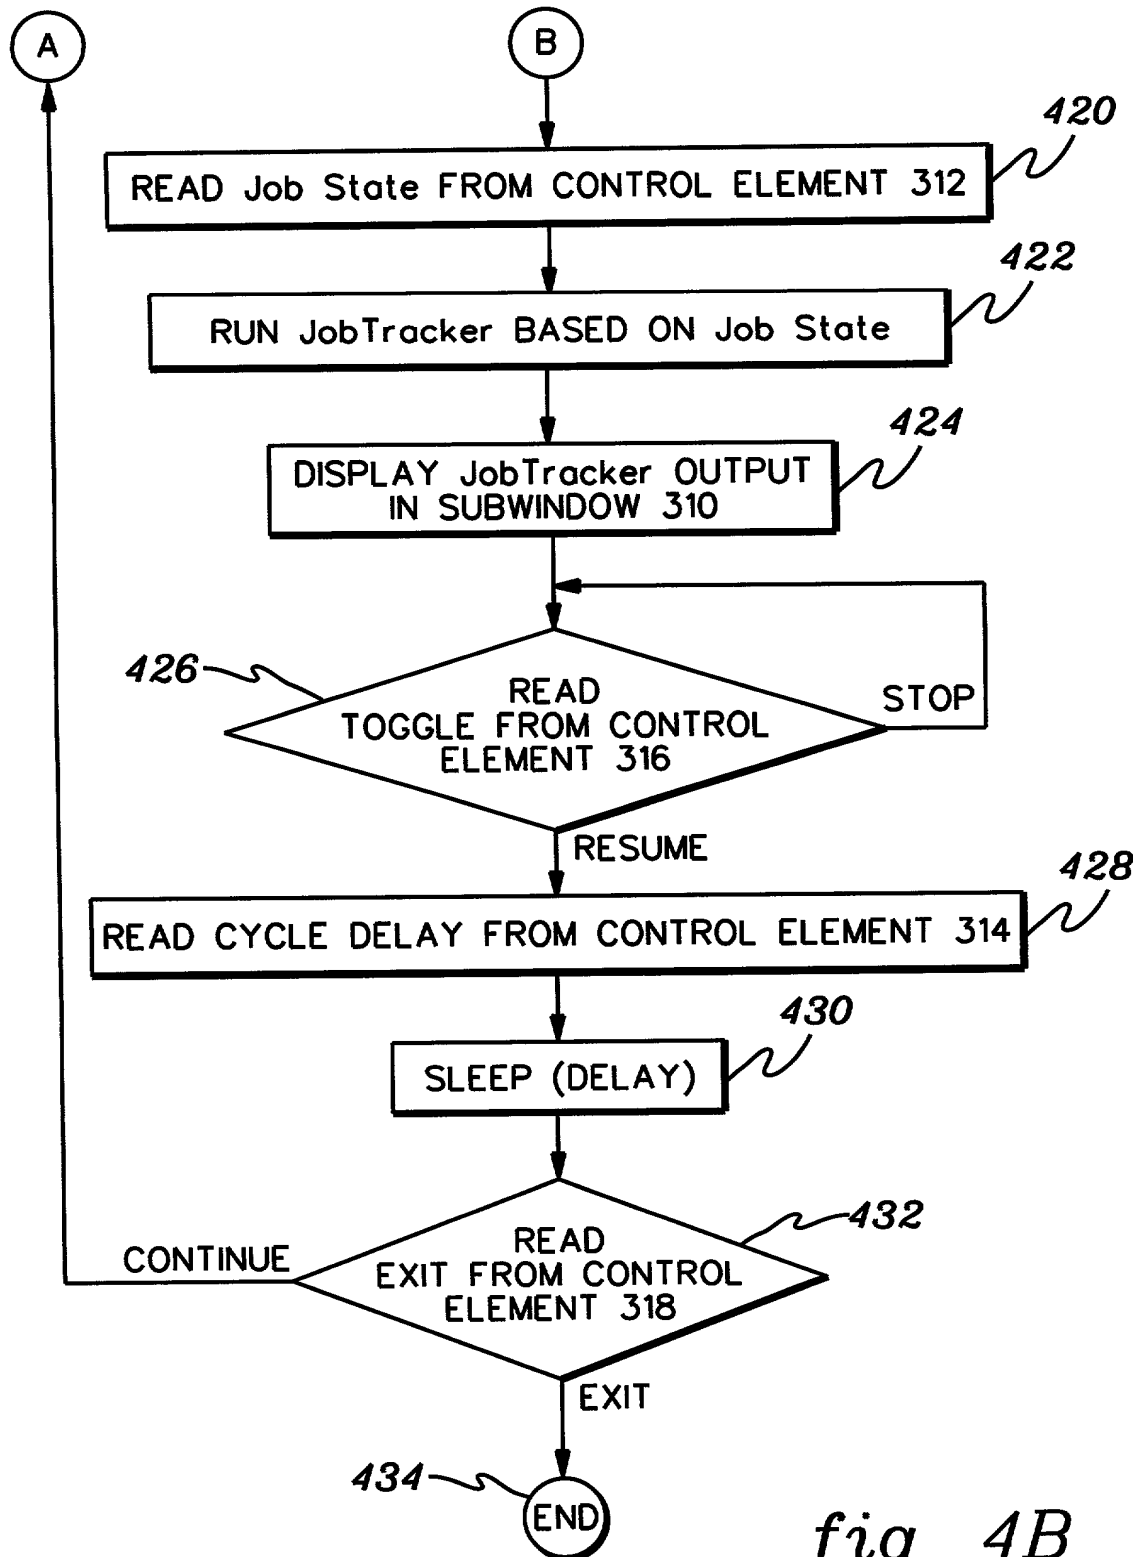 A
B
420
READ Job State FROM CONTROL ELEMENT 312
422
RUN JobTracker BASED ON Job State
424
DISPLAY JobTracker OUTPUT
IN SUBWINDOW 310
426
READ
TOGGLE FROM CONTROL
ELEMENT 316
STOP
RESUME
428
READ CYCLE DELAY FROM CONTROL ELEMENT 314
430
SLEEP (DELAY)
432
READ
EXIT FROM CONTROL
ELEMENT 318
CONTINUE
EXIT
434
END
fig 4B